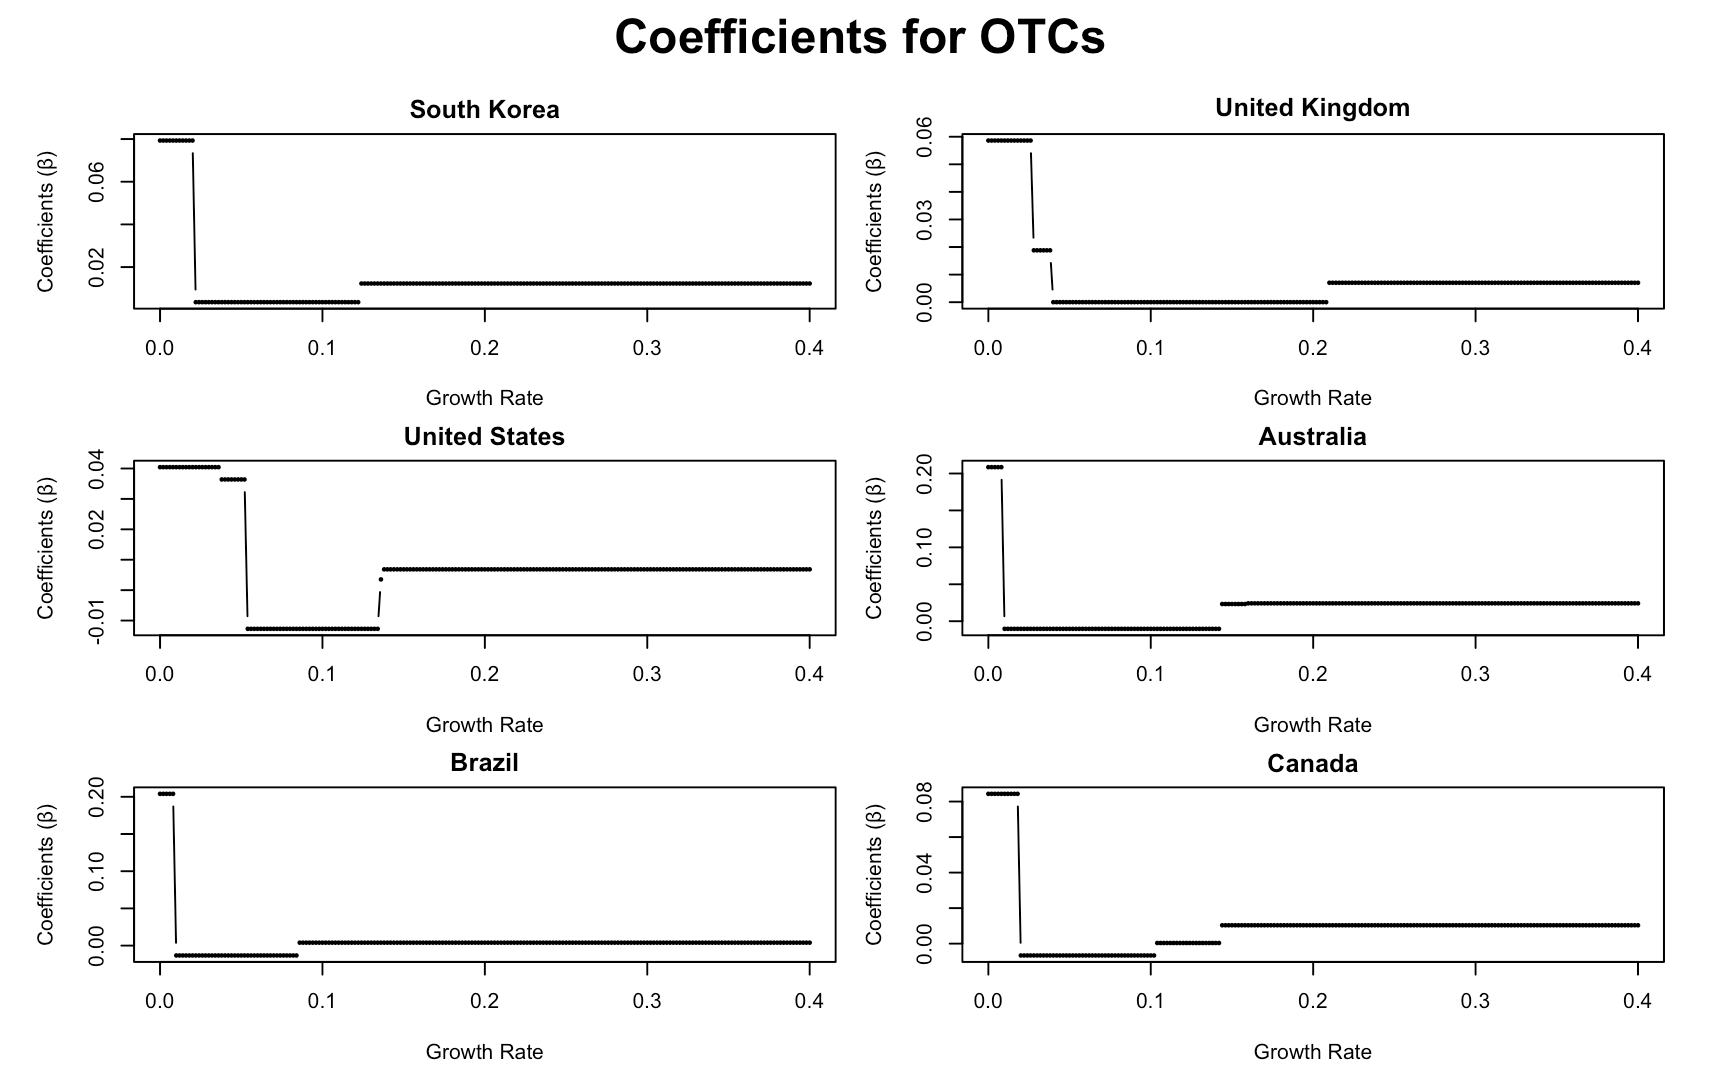 Coefficients for OTCs
South Korea
Coefficients (β)
0.06
0.02
0.0 0.1 0.2 0.3 0.4
Growth Rate
United Kingdom
Coefficients (β)
0.06
0.03
0.00
0.0 0.1 0.2 0.3 0.4
Growth Rate
United States
Coefficients (β)
0.04
0.02
-0.01
0.0 0.1 0.2 0.3 0.4
Growth Rate
Australia
Coefficients (β)
0.20
0.10
0.00
0.0 0.1 0.2 0.3 0.4
Growth Rate
Brazil
Coefficients (β)
0.20
0.10
0.00
0.0 0.1 0.2 0.3 0.4
Growth Rate
Canada
Coefficients (β)
0.08
0.04
0.00
0.0 0.1 0.2 0.3 0.4
Growth Rate